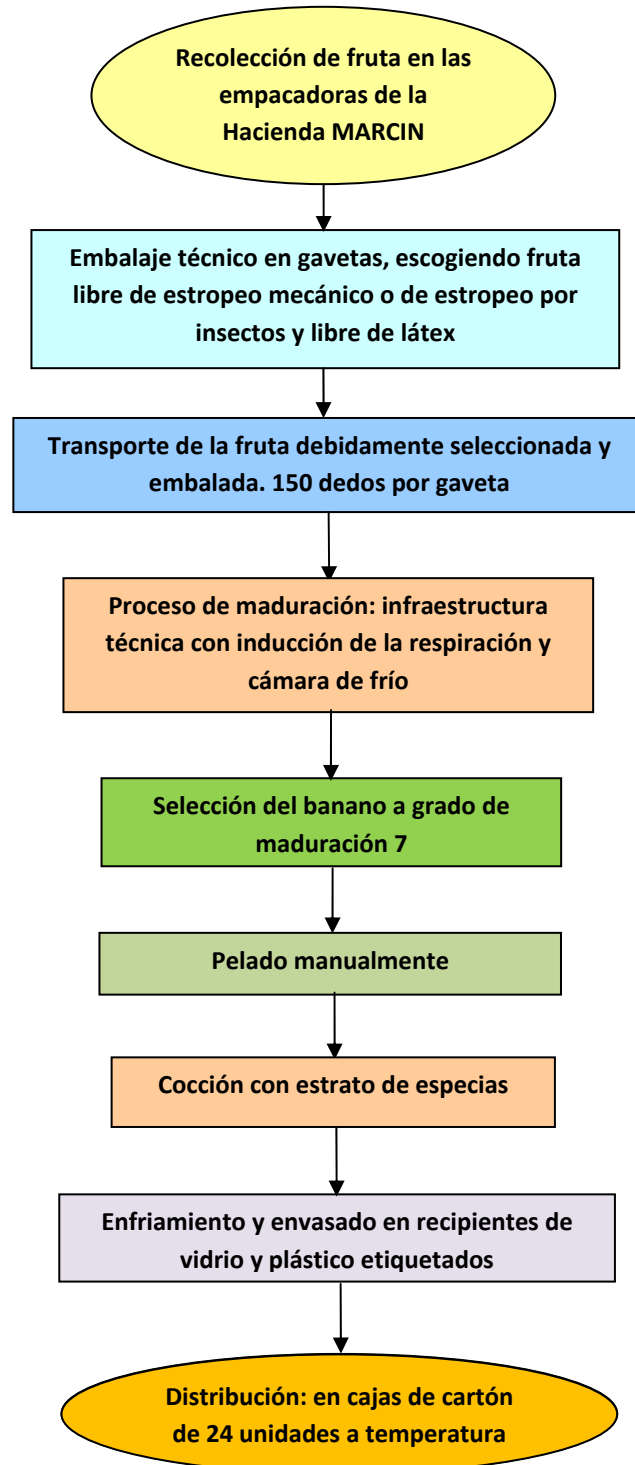 Recolección de fruta en las
empacadoras de la
Hacienda MARCIN
Embalaje técnico en gavetas, escogiendo fruta
libre de estropeo mecánico o de estropeo por
insectos y libre de látex
Transporte de la fruta debidamente seleccionada y
embalada. 150 dedos por gaveta
Proceso de maduración: infraestructura
técnica con inducción de la respiración y
cámara de frío
Selección del banano a grado de
maduración 7
Pelado manualmente
Cocción con estrato de especias
Enfriamiento y envasado en recipientes de
vidrio y plástico etiquetados
Distribución: en cajas de cartón
de 24 unidades a temperatura